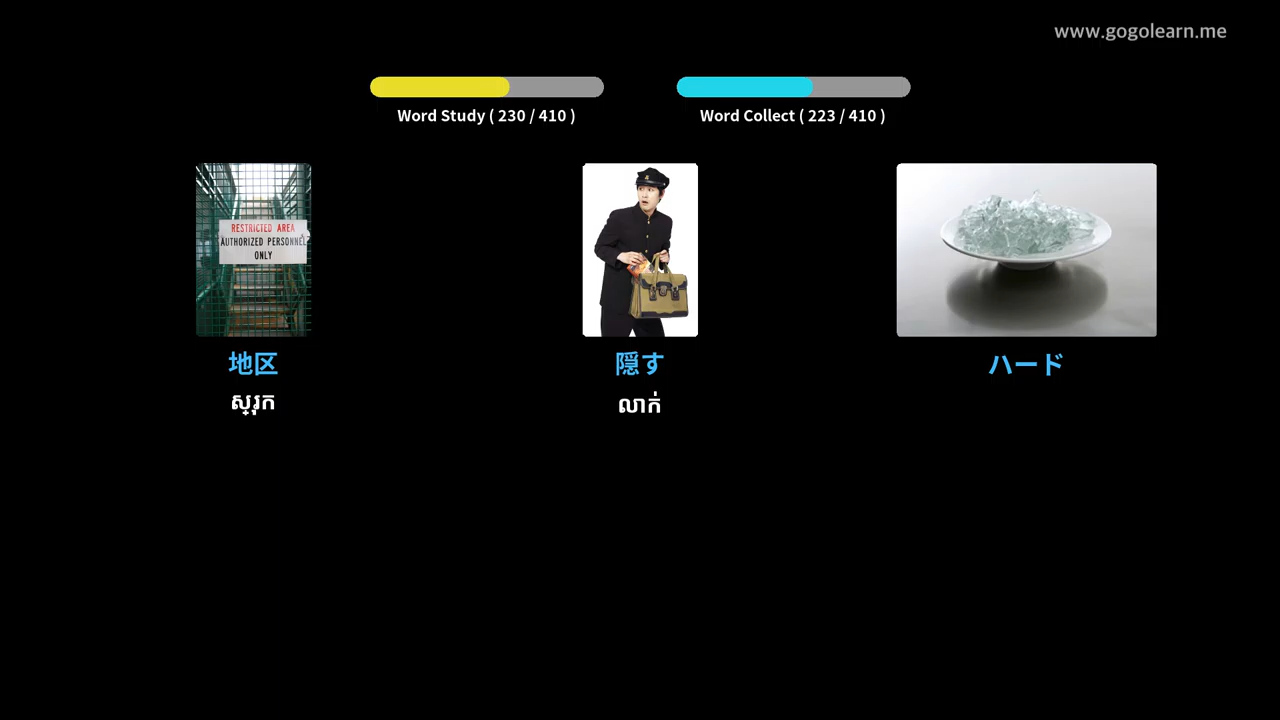 www.gogolearn.me
Word Study ( 230 / 410 )
Word Collect ( 223 / 410 )
RESTRICTED AREA
AUTHORIZED PERSONNEL
ONLY
地区
隠す
ハード
ស្រុក
លាក់